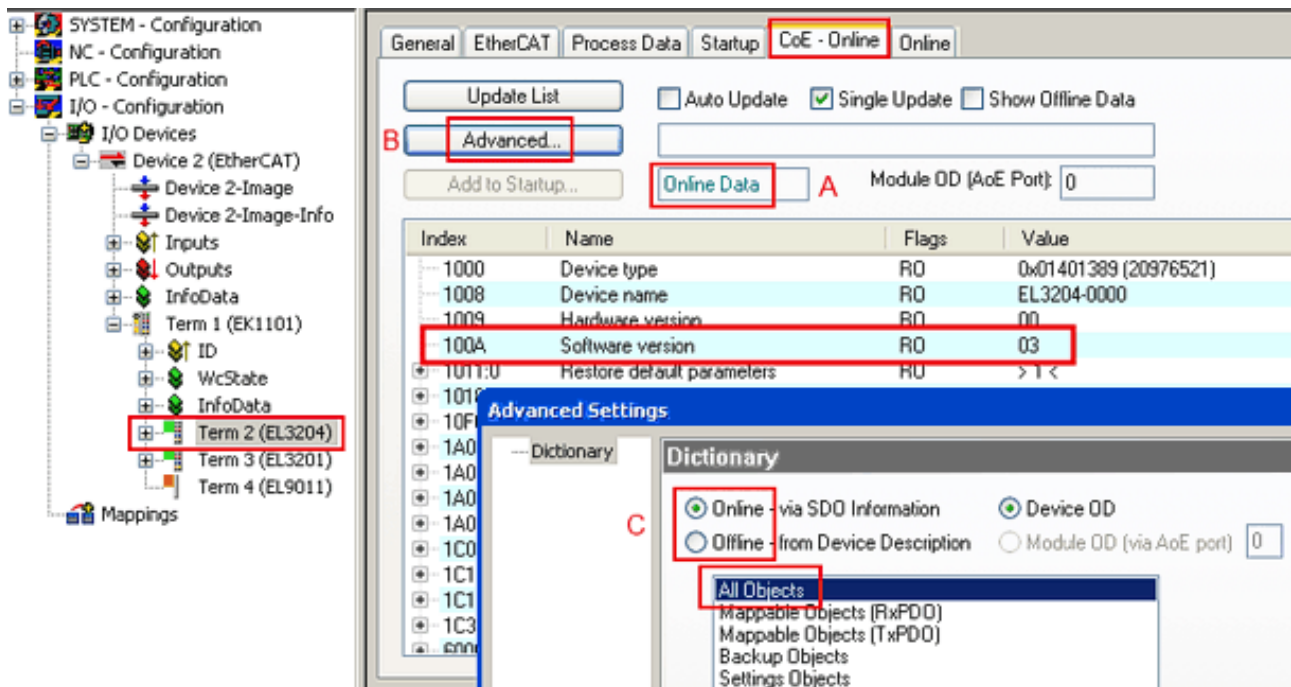 SYSTEM - Configuration
NC - Configuration
PLC - Configuration
I/O - Configuration
I/O Devices
Device 2 (EtherCAT)
Device 2-Image
Device 2-Image-Info
Inputs
Outputs
InfoData
Term 1 (EK1101)
ID
WcState
InfoData
Term 2 (EL3204)
Term 3 (EL3201)
Term 4 (EL9011)
Mappings
General EtherCAT Process Data Startup CoE - Online Online
Update List Auto Update Single Update Show Offline Data
B Advanced...
Add to Startup... Online Data A Module OD (AoE Port): 0
Index Name Flags Value
1000 Device type RO 0x01401389 (20976521)
1008 Device name RO EL3204-0000
1009 Hardware version RO 00
100A Software version RO 03
1011:0 Restore default parameters RO > 1 <
Advanced Settings
Dictionary
Dictionary
C
Online - via SDO Information Device OD
Offline - from Device Description Module OD (via AoE port) 0
All Objects
Mappable Objects (RxPDO)
Mappable Objects (TxPDO)
Backup Objects
Settings Objects